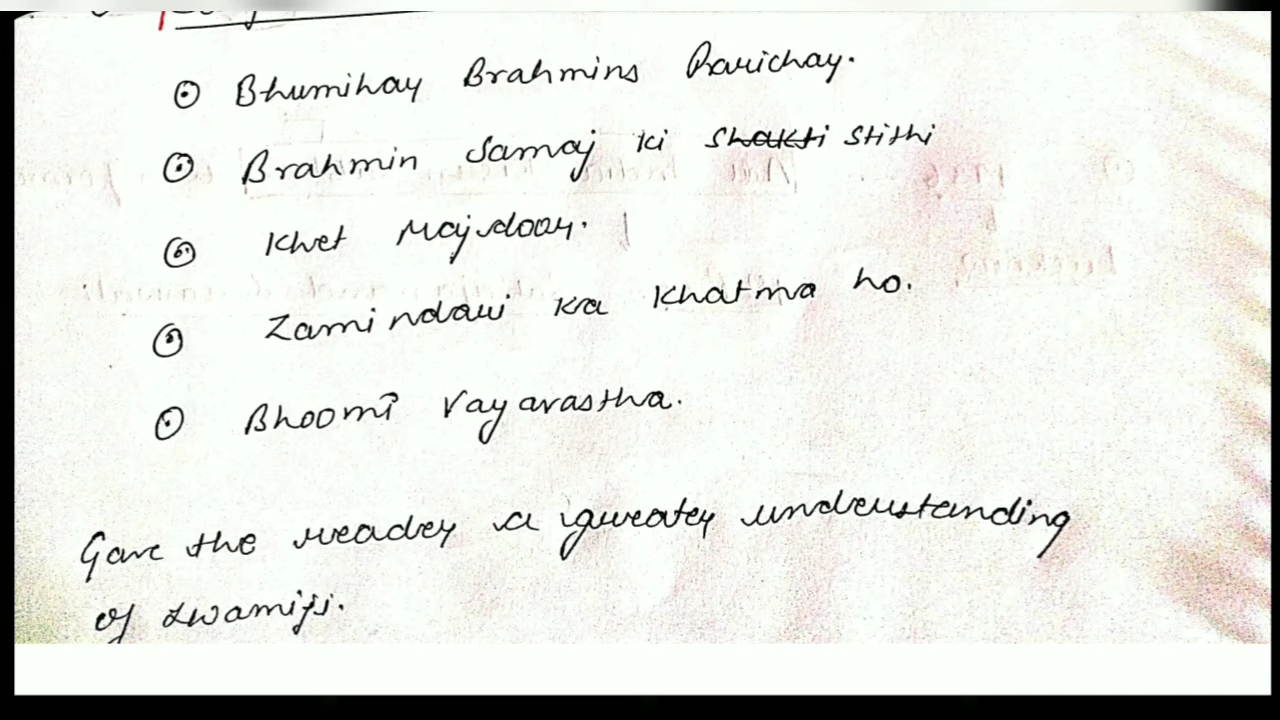 Bhumihar Brahmins Parichay.
Brahmin Samaj ki Shakti Stithi
Khet Majdoor.
Zamindari ka Khatma ho.
Bhoomi Vayavastha.
Gave the reader a greater understanding
of Swamiji.